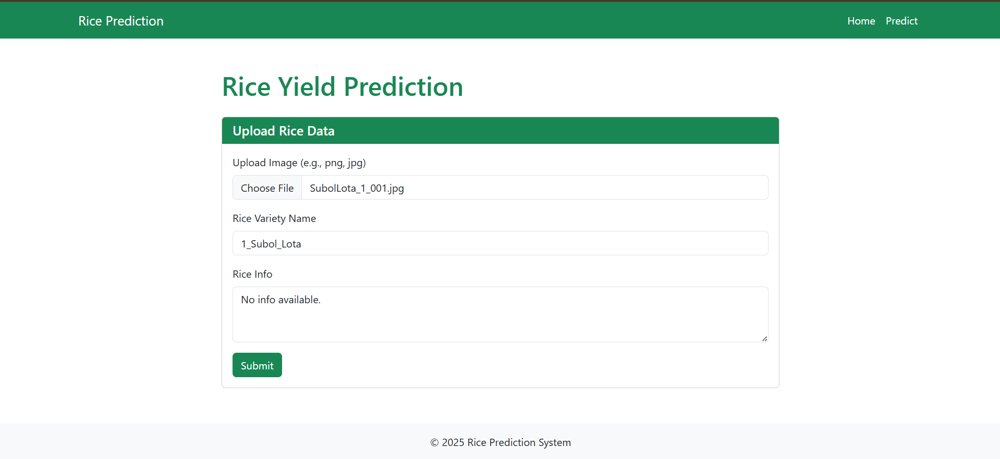 Rice Prediction
Home Predict
Rice Yield Prediction
Upload Rice Data
Upload Image (e.g., png, jpg)
Choose File SubolLota_1_001.jpg
Rice Variety Name
1_Subol_Lota
Rice Info
No info available.
Submit
© 2025 Rice Prediction System